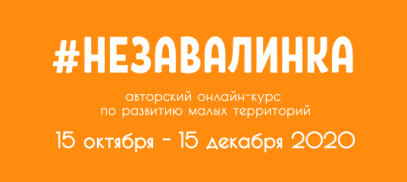 #НЕЗАВАЛИНКА
авторский онлайн-курс
по развитию малых территорий
15 октября - 15 декабря 2020